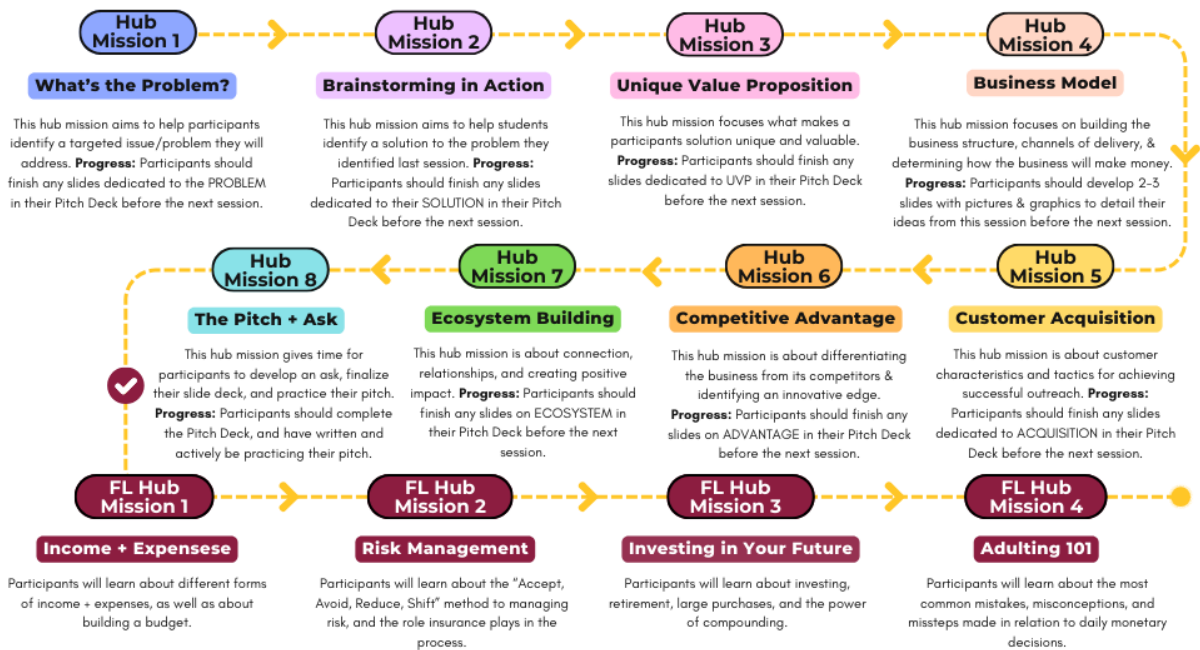 Hub
Mission 1
Hub
Mission 2
Hub
Mission 3
Hub
Mission 4
What's the Problem?
This hub mission aims to help participants
identify a targeted issue/problem they will
address. Progress: Participants should
finish any slides dedicated to the PROBLEM
in their Pitch Deck before the next session.
Brainstorming in Action
This hub mission aims to help students
identify a solution to the problem they
identified last session. Progress:
Participants should finish any slides
dedicated to their SOLUTION in their Pitch
Deck before the next session.
Unique Value Proposition
This hub mission focuses what makes a
participants solution unique and valuable.
Progress: Participants should finish any
slides dedicated to UVP in their Pitch Deck
before the next session.
Business Model
This hub mission focuses on building the
business structure, channels of delivery, &
determining how the business will make money.
Progress: Participants should develop 2-3
slides with pictures & graphics to detail their
ideas from this session before the next session.
Hub
Mission 8
Hub
Mission 7
Hub
Mission 6
Hub
Mission 5
The Pitch + Ask
This hub mission gives time for
participants to develop an ask, finalize
their slide deck, and practice their pitch.
Progress: Participants should complete
the Pitch Deck, and have written and
actively be practicing their pitch.
Ecosystem Building
This hub mission is about connection,
relationships, and creating positive
impact. Progress: Participants should
finish any slides on ECOSYSTEM in
their Pitch Deck before the next
session.
Competitive Advantage
This hub mission is about differentiating
the business from its competitors &
identifying an innovative edge.
Progress: Participants should finish any
slides on ADVANTAGE in their Pitch Deck
before the next session.
Customer Acquisition
This hub mission is about customer
characteristics and tactics for achieving
successful outreach. Progress:
Participants should finish any slides
dedicated to ACQUISITION in their Pitch
Deck before the next session.
FL Hub
Mission 1
FL Hub
Mission 2
FL Hub
Mission 3
FL Hub
Mission 4
Income + Expensese
Participants will learn about different forms
of income + expenses, as well as about
building a budget.
Risk Management
Participants will learn about the "Accept,
Avoid, Reduce, Shift" method to managing
risk, and the role insurance plays in the
process.
Investing in Your Future
Participants will learn about investing,
retirement, large purchases, and the power
of compounding.
Adulting 101
Participants will learn about the most
common mistakes, misconceptions, and
missteps made in relation to daily monetary
decisions.